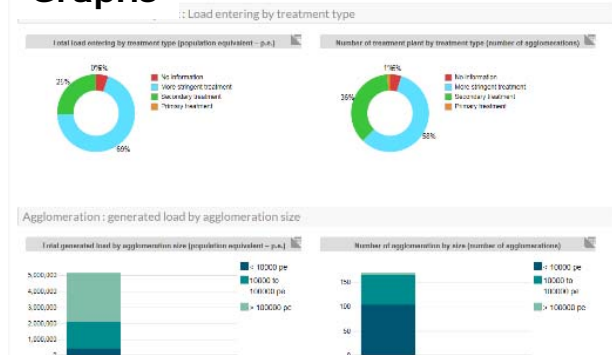 Graphs
: Load entering by treatment type
Total load entering by treatment type (population equivalent – p.e.)
25%
69%
No information
More stringent treatment
Secondary treatment
Primary treatment
Number of treatment plant by treatment type (number of agglomerations)
No information
More stringent treatment
Secondary treatment
Primary treatment
Agglomeration : generated load by agglomeration size
Total generated load by agglomeration size (population equivalent – p.e.)
5,000,000
4,000,000
3,000,000
2,000,000
1,000,000
0
< 10000 pe
10000 to
100000 pe
> 100000 pe
Number of agglomeration by size (number of agglomerations)
150
100
50
0
< 10000 pe
10000 to
100000 pe
> 100000 pe